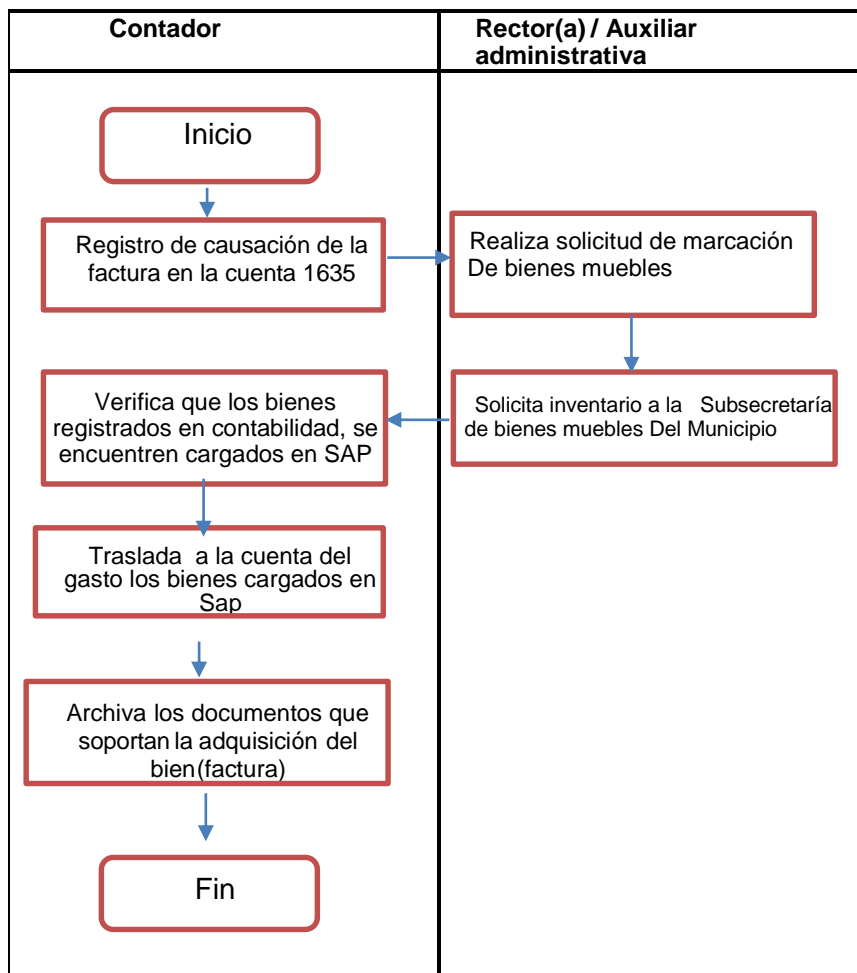 Contador
Rector(a) / Auxiliar
administrativa
Inicio
Registro de causación de la
factura en la cuenta 1635
Realiza solicitud de marcación
De bienes muebles
Verifica que los bienes
registrados en contabilidad, se
encuentren cargados en SAP
Solicita inventario a la Subsecretaría
de bienes muebles Del Municipio
Traslada a la cuenta del
gasto los bienes cargados en
Sap
Archiva los documentos que
soportan la adquisición del
bien(factura)
Fin